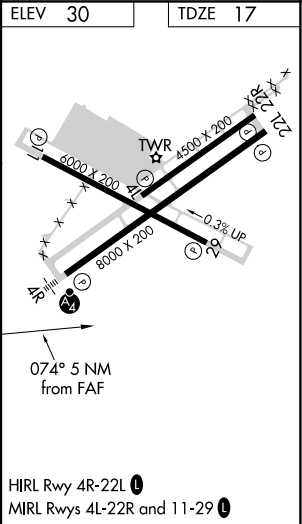 ELEV 30
TDZE 17
TWR
4500 X 200
22L 22R
P
P
P
11
6000 X 200
4L
0.3% UP
P
29
8000 X 200
4R
P
A4
074° 5 NM
from FAF
HIRL Rwy 4R-22L L
MIRL Rwys 4L-22R and 11-29 L